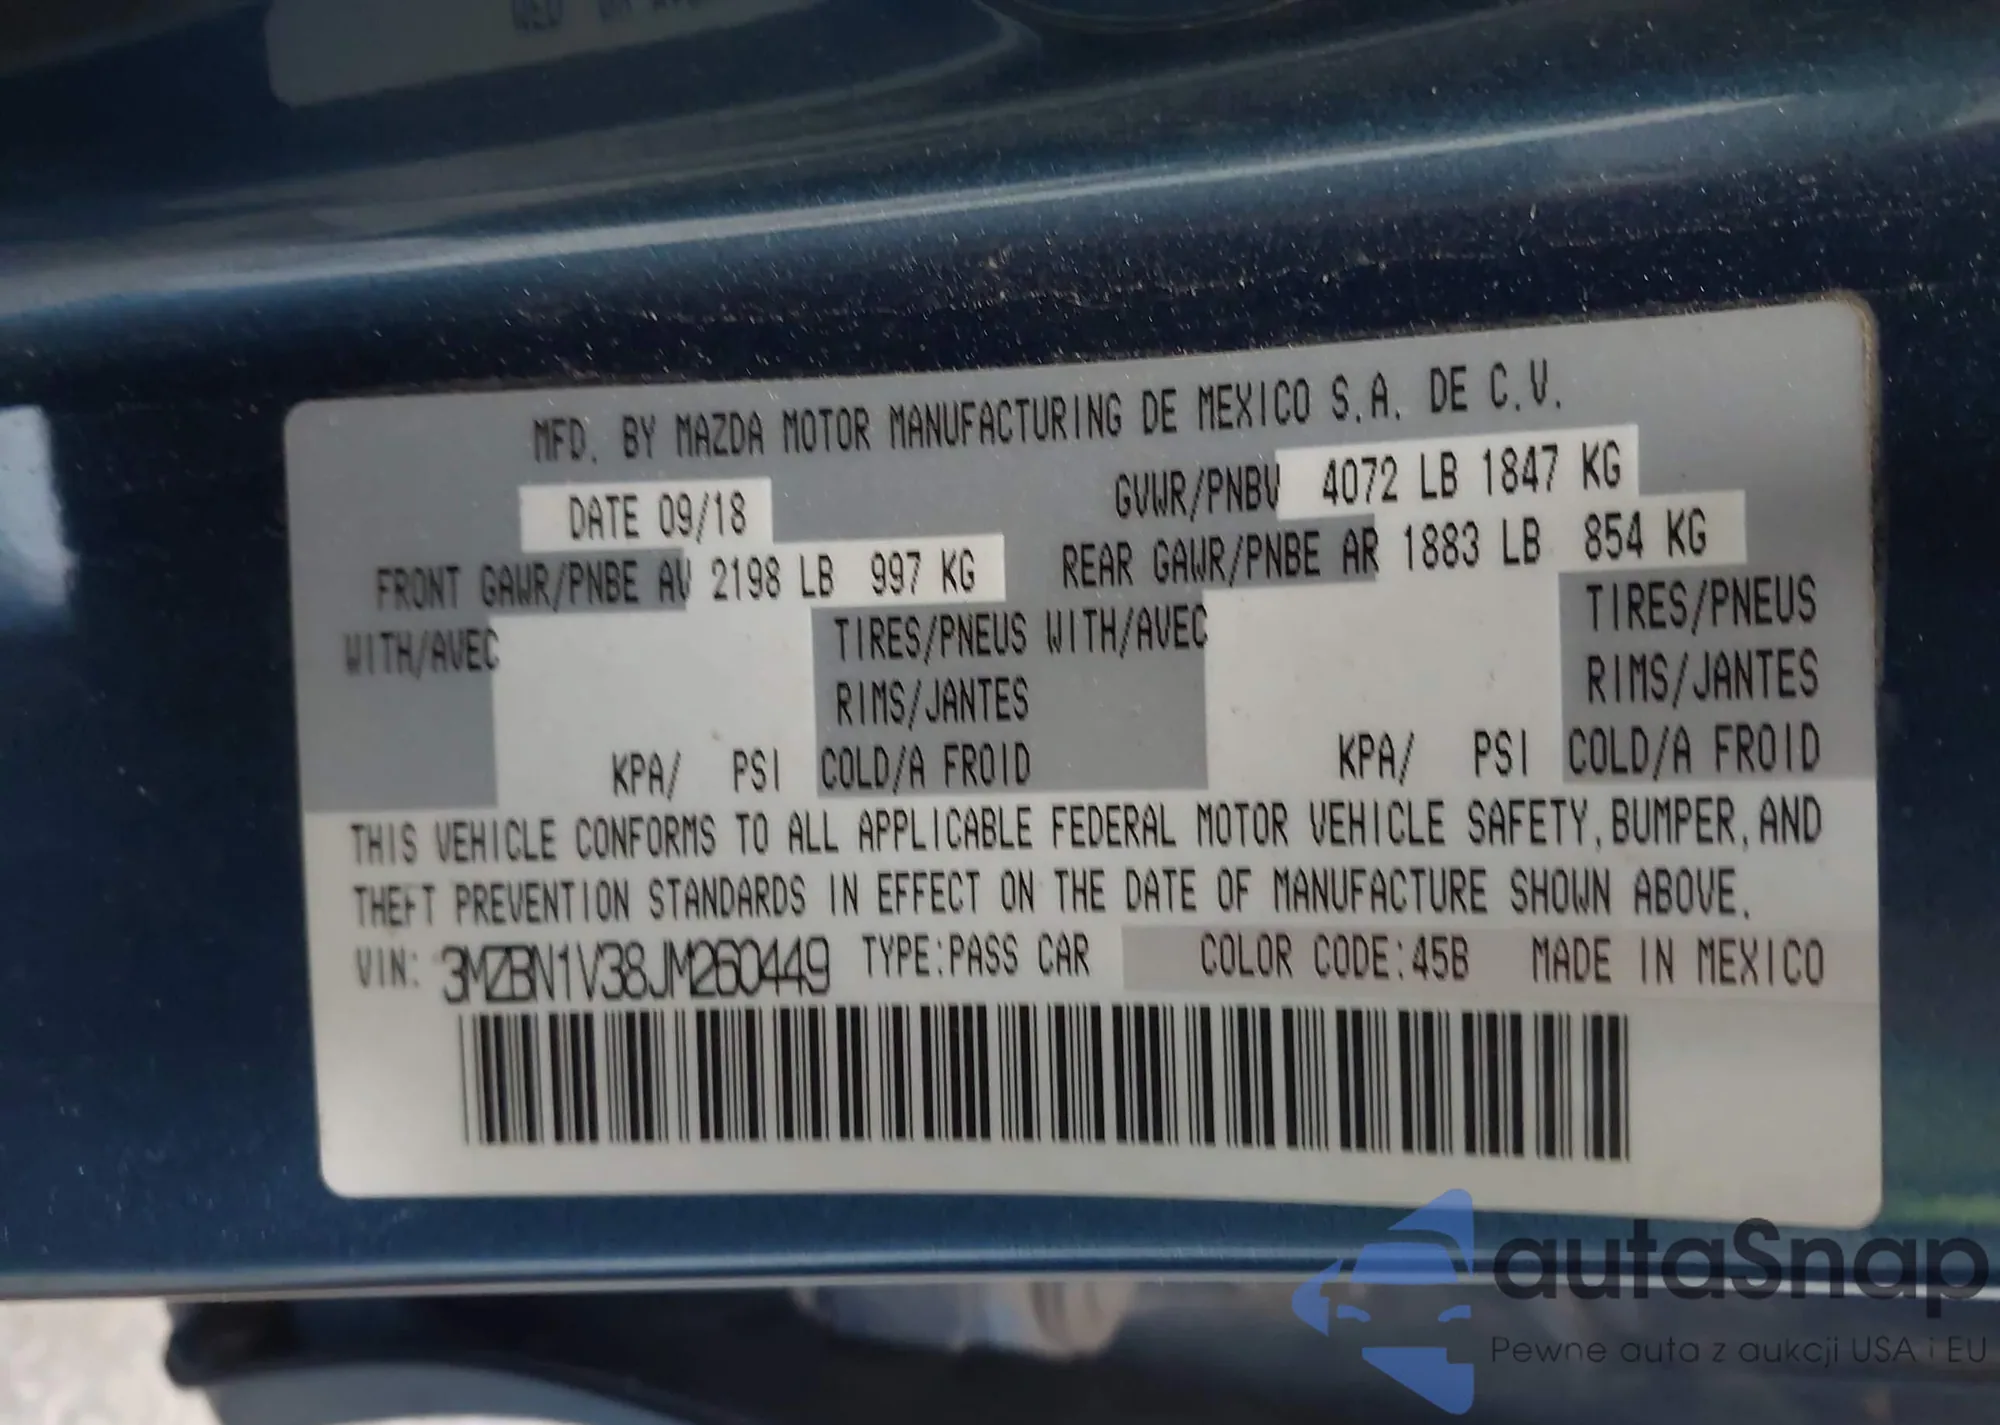 MFD. BY MAZDA MOTOR MANUFACTURING DE MEXICO S.A. DE C.V.
DATE 09/18 GVWR/PNBV 4072 LB 1847 KG
FRONT GAWR/PNBE AV 2198 LB 997 KG REAR GAWR/PNBE AR 1883 LB 854 KG
WITH/AVEC TIRES/PNEUS WITH/AVEC TIRES/PNEUS
RIMS/JANTES RIMS/JANTES
KPA/ PSI COLD/A FROID KPA/ PSI COLD/A FROID
THIS VEHICLE CONFORMS TO ALL APPLICABLE FEDERAL MOTOR VEHICLE SAFETY, BUMPER, AND
THEFT PREVENTION STANDARDS IN EFFECT ON THE DATE OF MANUFACTURE SHOWN ABOVE.
VIN: 3MZBN1V38JM260449 TYPE:PASS CAR COLOR CODE:45B MADE IN MEXICO
autaSnap
Pewne auta z aukcji USA i EU